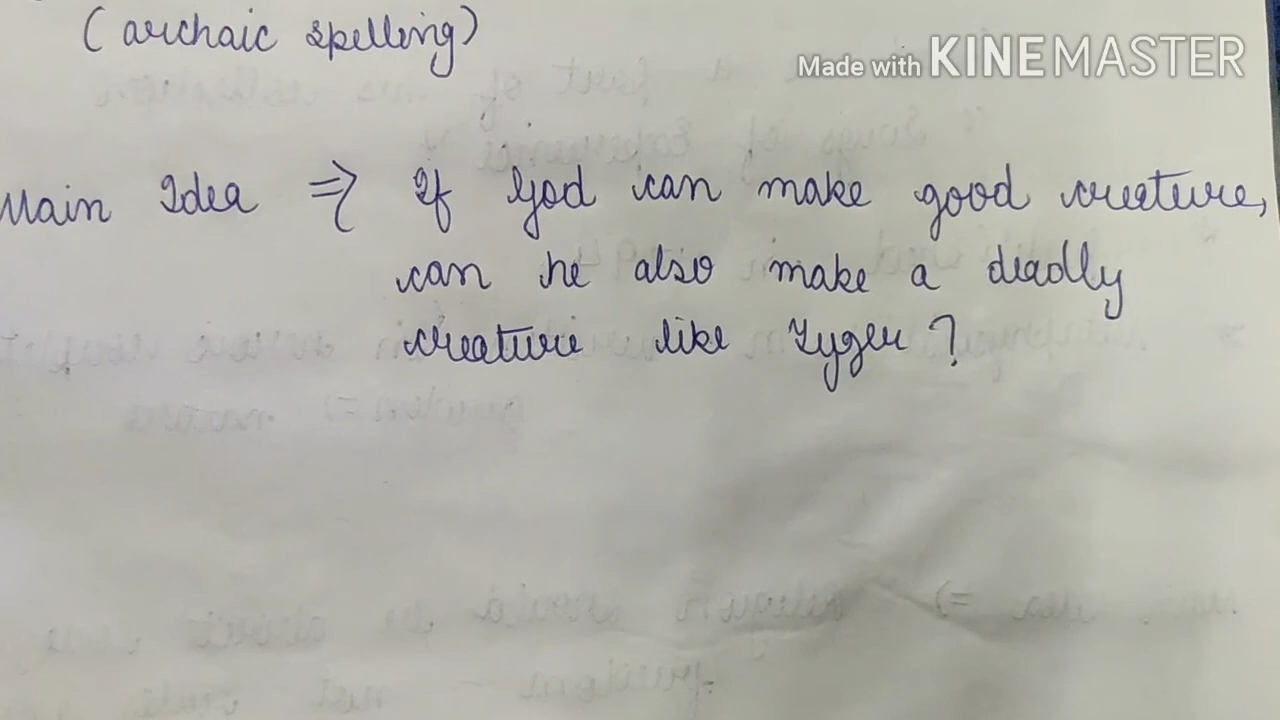 (archaic spelling)
Made with KINEMASTER
Main Idea ⇒ If God can make good creature,
can he also make a deadly
creature like Tyger?